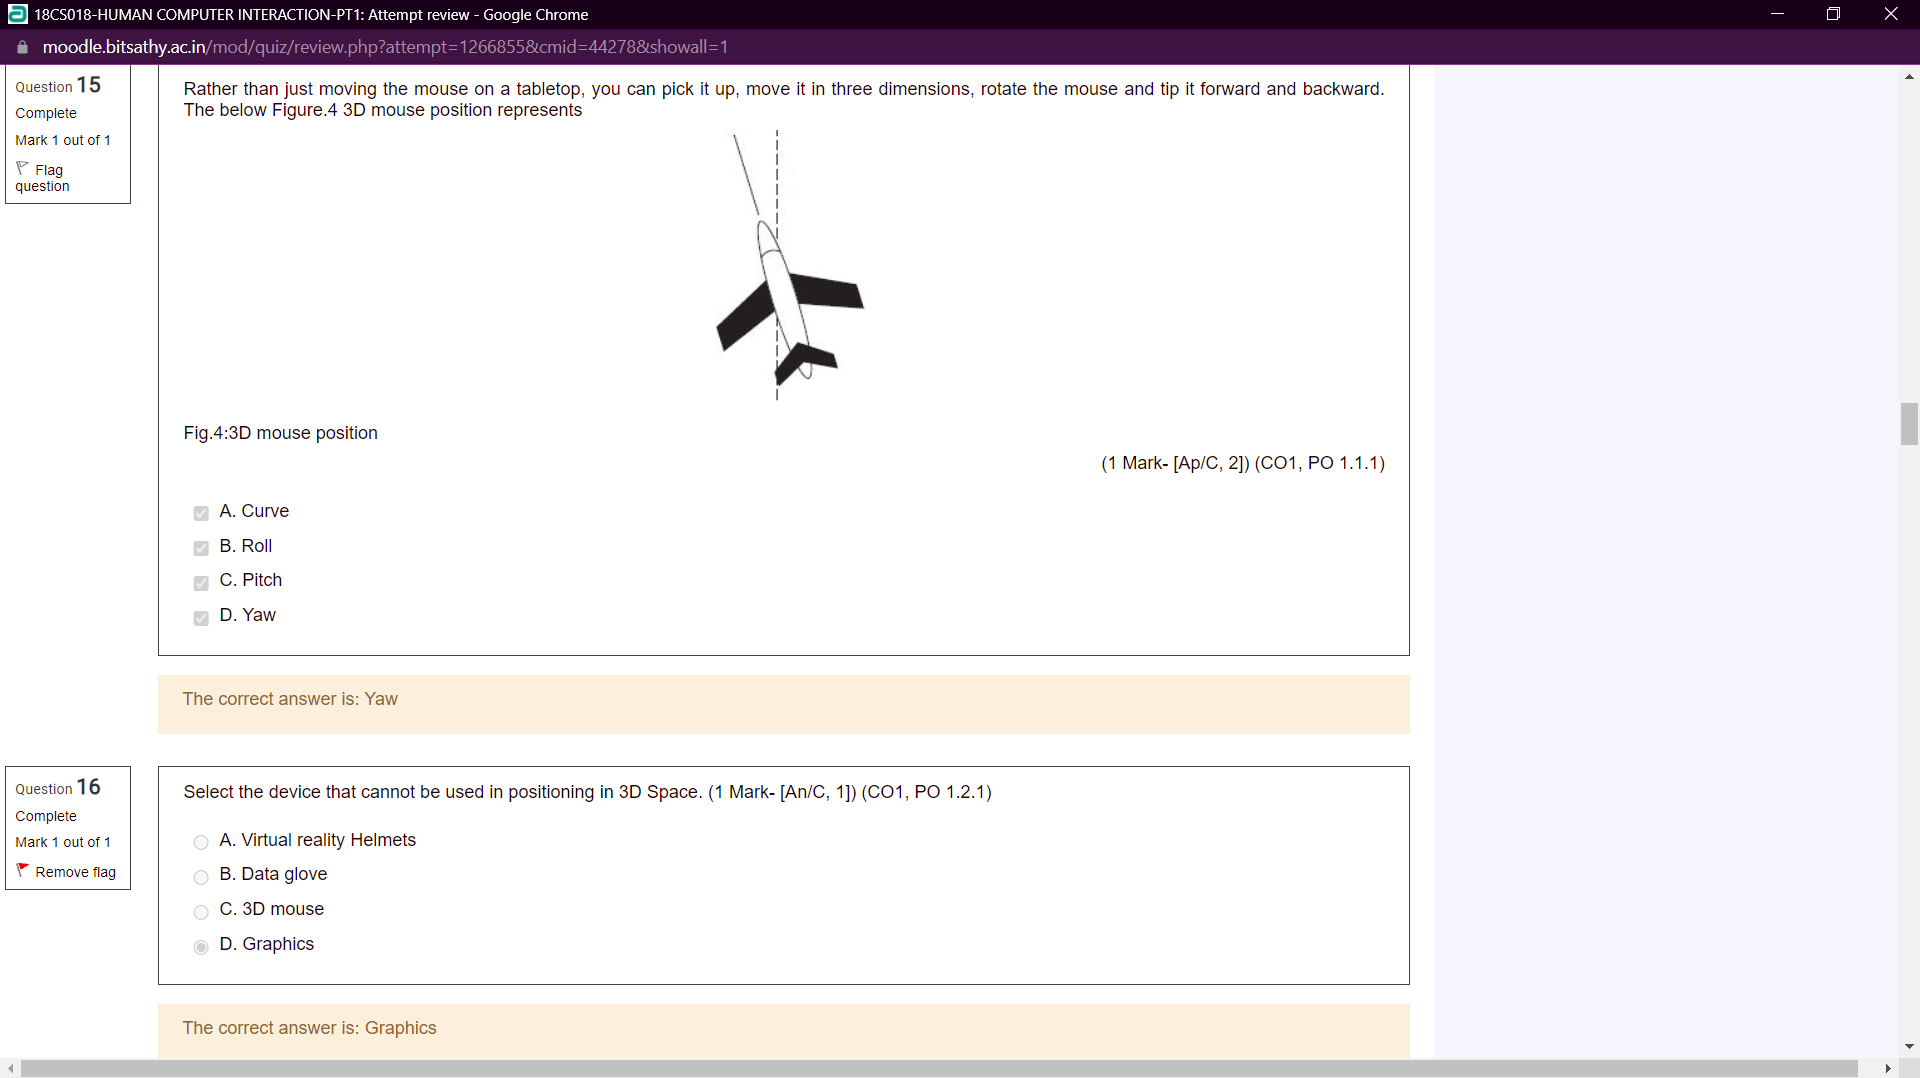 18CS018-HUMAN COMPUTER INTERACTION-PT1: Attempt review - Google Chrome
moodle.bitsathy.ac.in/mod/quiz/review.php?attempt=1266855&cmid=44278&showall=1
Question 15
Complete
Mark 1 out of 1
Flag
question
Rather than just moving the mouse on a tabletop, you can pick it up, move it in three dimensions, rotate the mouse and tip it forward and backward.
The below Figure.4 3D mouse position represents
Fig.4:3D mouse position
(1 Mark- [Ap/C, 2]) (CO1, PO 1.1.1)
A. Curve
B. Roll
C. Pitch
D. Yaw
The correct answer is: Yaw
Question 16
Complete
Mark 1 out of 1
Remove flag
Select the device that cannot be used in positioning in 3D Space. (1 Mark- [An/C, 1]) (CO1, PO 1.2.1)
A. Virtual reality Helmets
B. Data glove
C. 3D mouse
D. Graphics
The correct answer is: Graphics